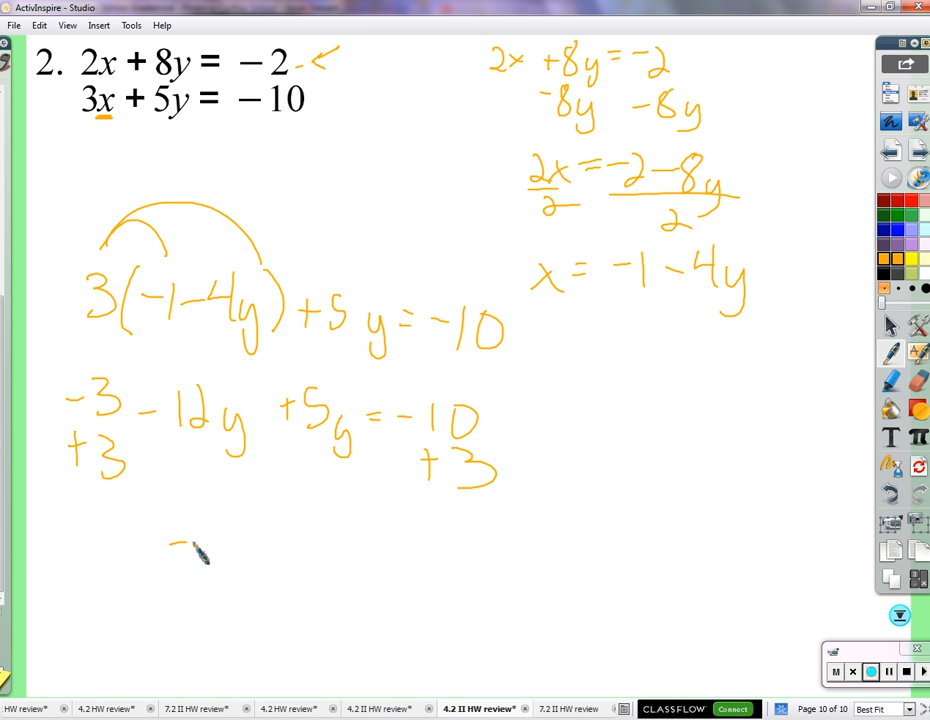 ActivInspire - Studio
File Edit View Insert Tools Help
2. 2x + 8y = −2
3x + 5y = −10
2x + 8y = -2
-8y -8y
2x = -2 - 8y
2 2
x = -1 - 4y
3(-1 - 4y) + 5y = -10
-3 - 12y + 5y = -10
+3 +3
-
HW review* 4.2 II HW review* 7.2 II HW review* 4.2 II HW review* 4.2 II HW review* 4.2 II HW review* 7.2 II HW review CLASSFLOW Connect Page 10 of 10 Best Fit